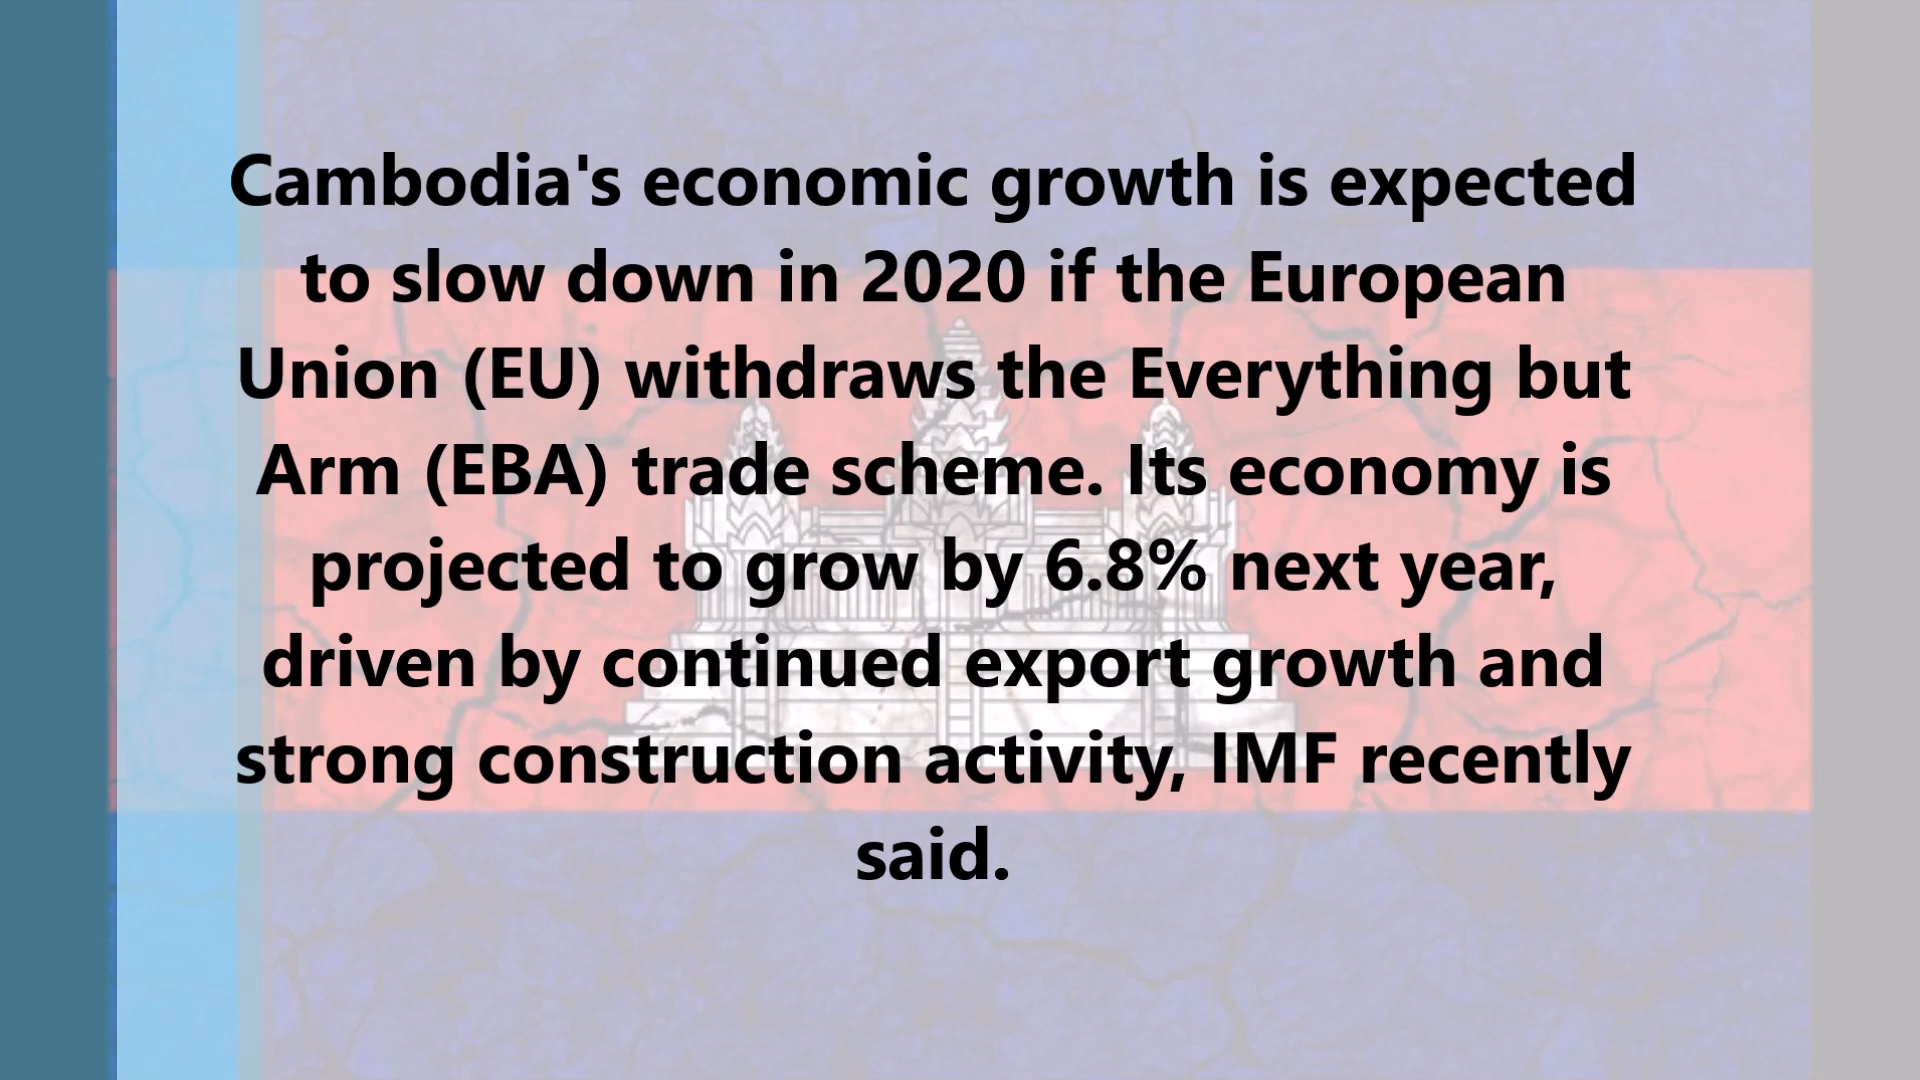 Cambodia's economic growth is expected
to slow down in 2020 if the European
Union (EU) withdraws the Everything but
Arm (EBA) trade scheme. Its economy is
projected to grow by 6.8% next year,
driven by continued export growth and
strong construction activity, IMF recently
said.